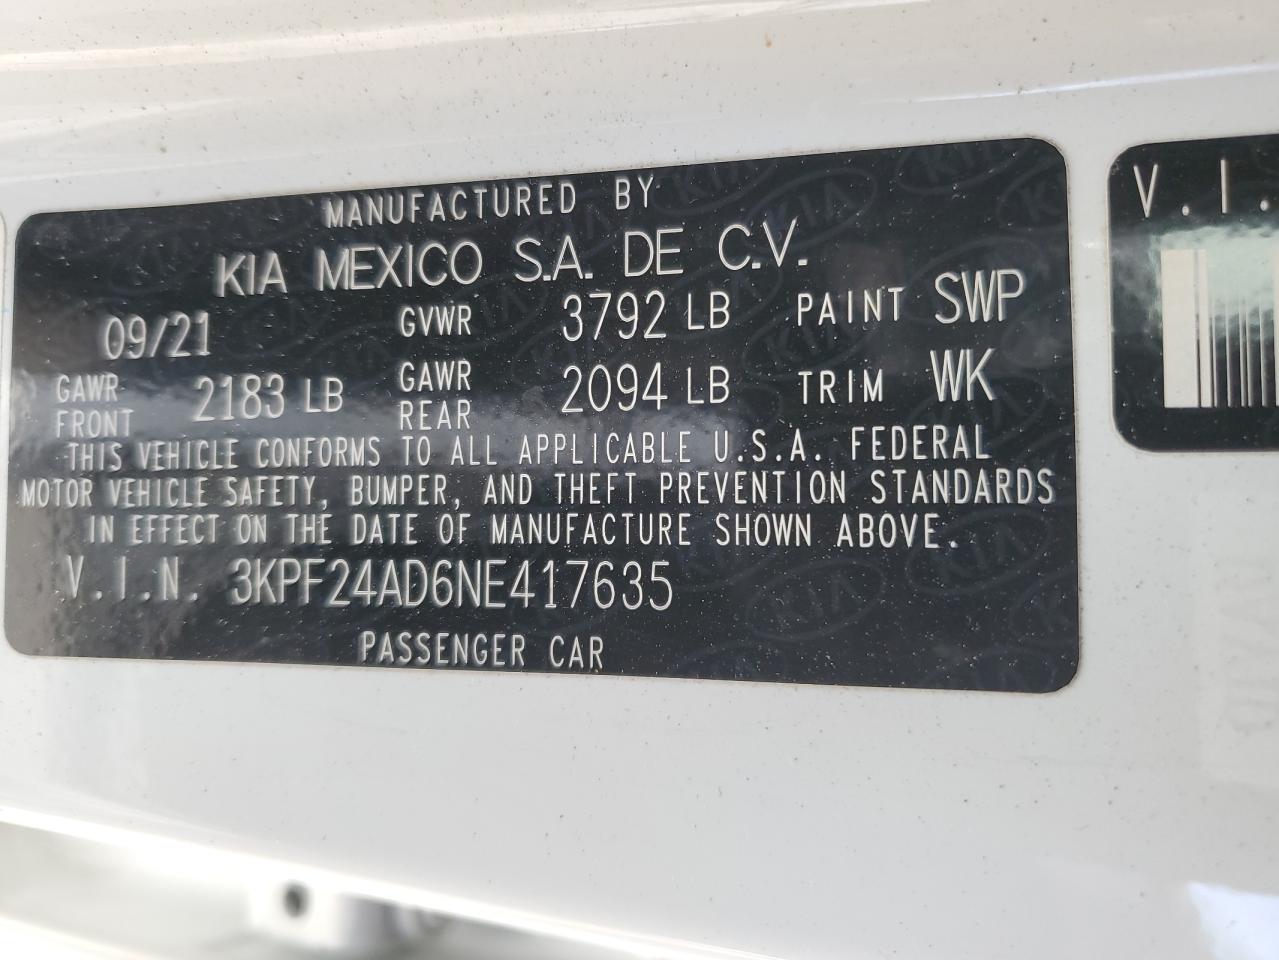 MANUFACTURED BY
KIA MEXICO S.A. DE C.V.
09/21 GVWR 3792 LB PAINT SWP
GAWR FRONT 2183 LB GAWR REAR 2094 LB TRIM WK
THIS VEHICLE CONFORMS TO ALL APPLICABLE U.S.A. FEDERAL
MOTOR VEHICLE SAFETY, BUMPER, AND THEFT PREVENTION STANDARDS
IN EFFECT ON THE DATE OF MANUFACTURE SHOWN ABOVE.
V.I.N. 3KPF24AD6NE417635
PASSENGER CAR
V.I.